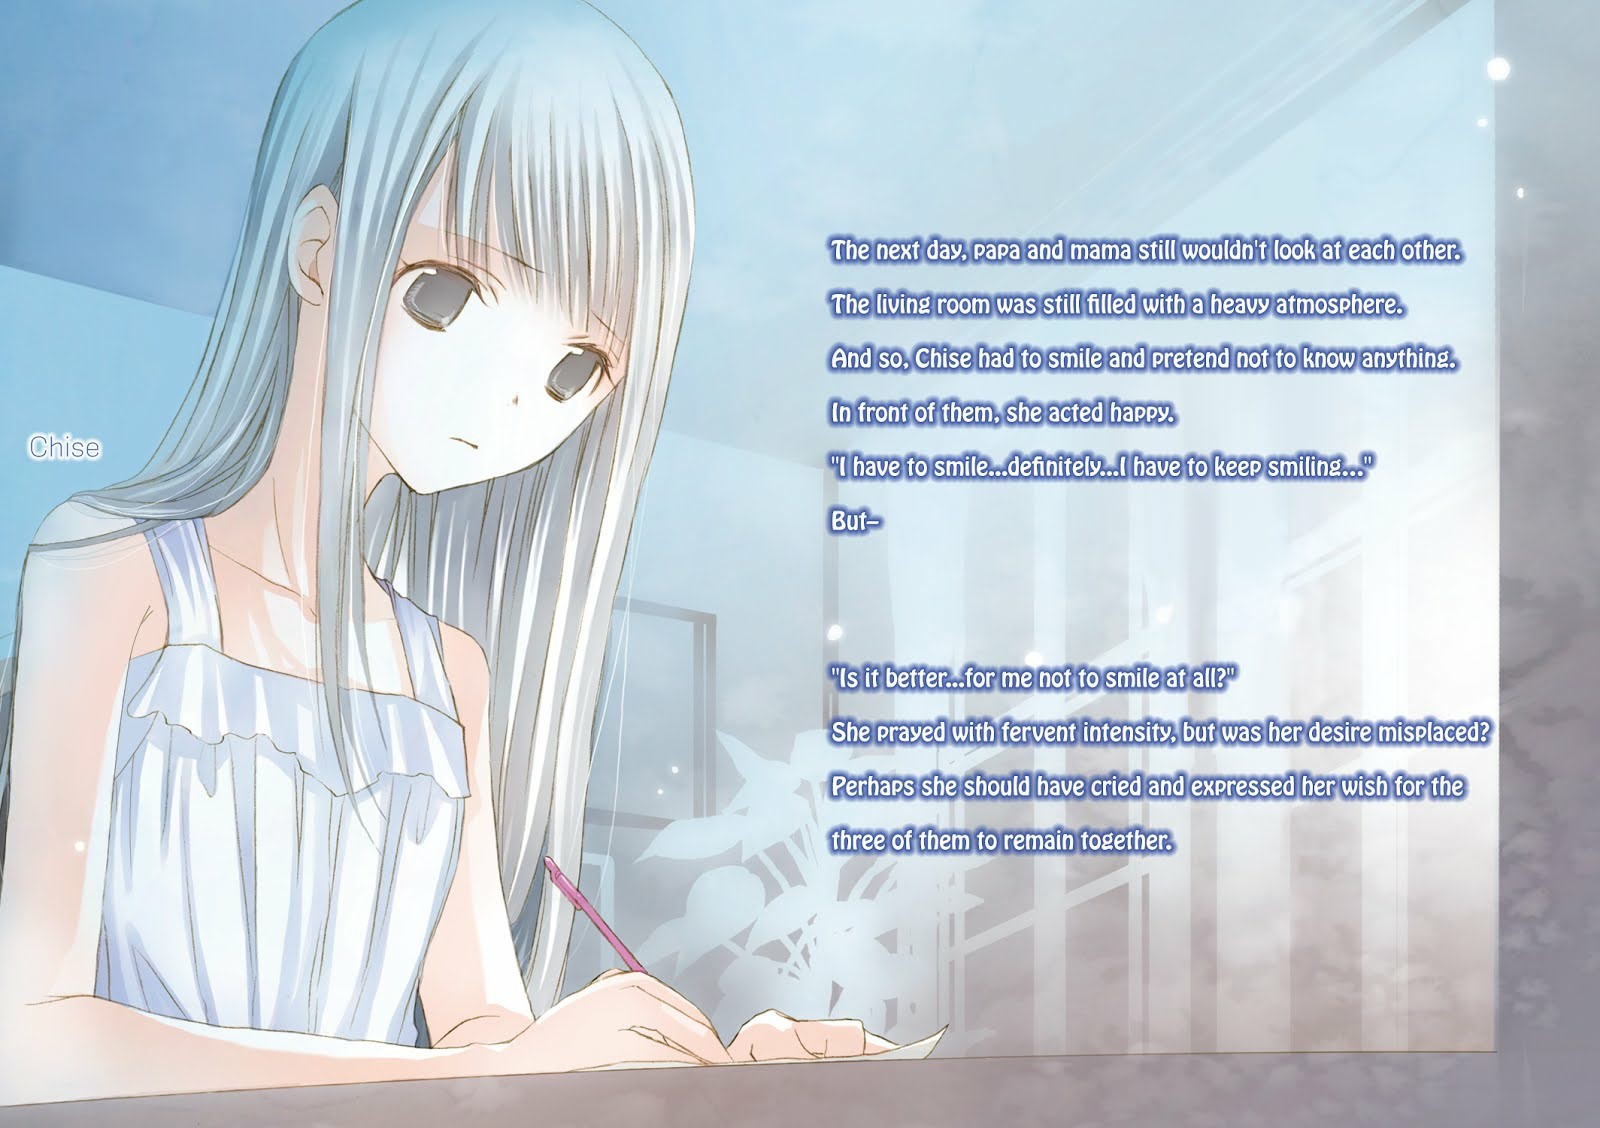 Chise
The next day, papa and mama still wouldn't look at each other.
The living room was still filled with a heavy atmosphere.
And so, Chise had to smile and pretend not to know anything.
In front of them, she acted happy.
"I have to smile...definitely...I have to keep smiling..."
But–
"Is it better...for me not to smile at all?"
She prayed with fervent intensity, but was her desire misplaced?
Perhaps she should have cried and expressed her wish for the
three of them to remain together.